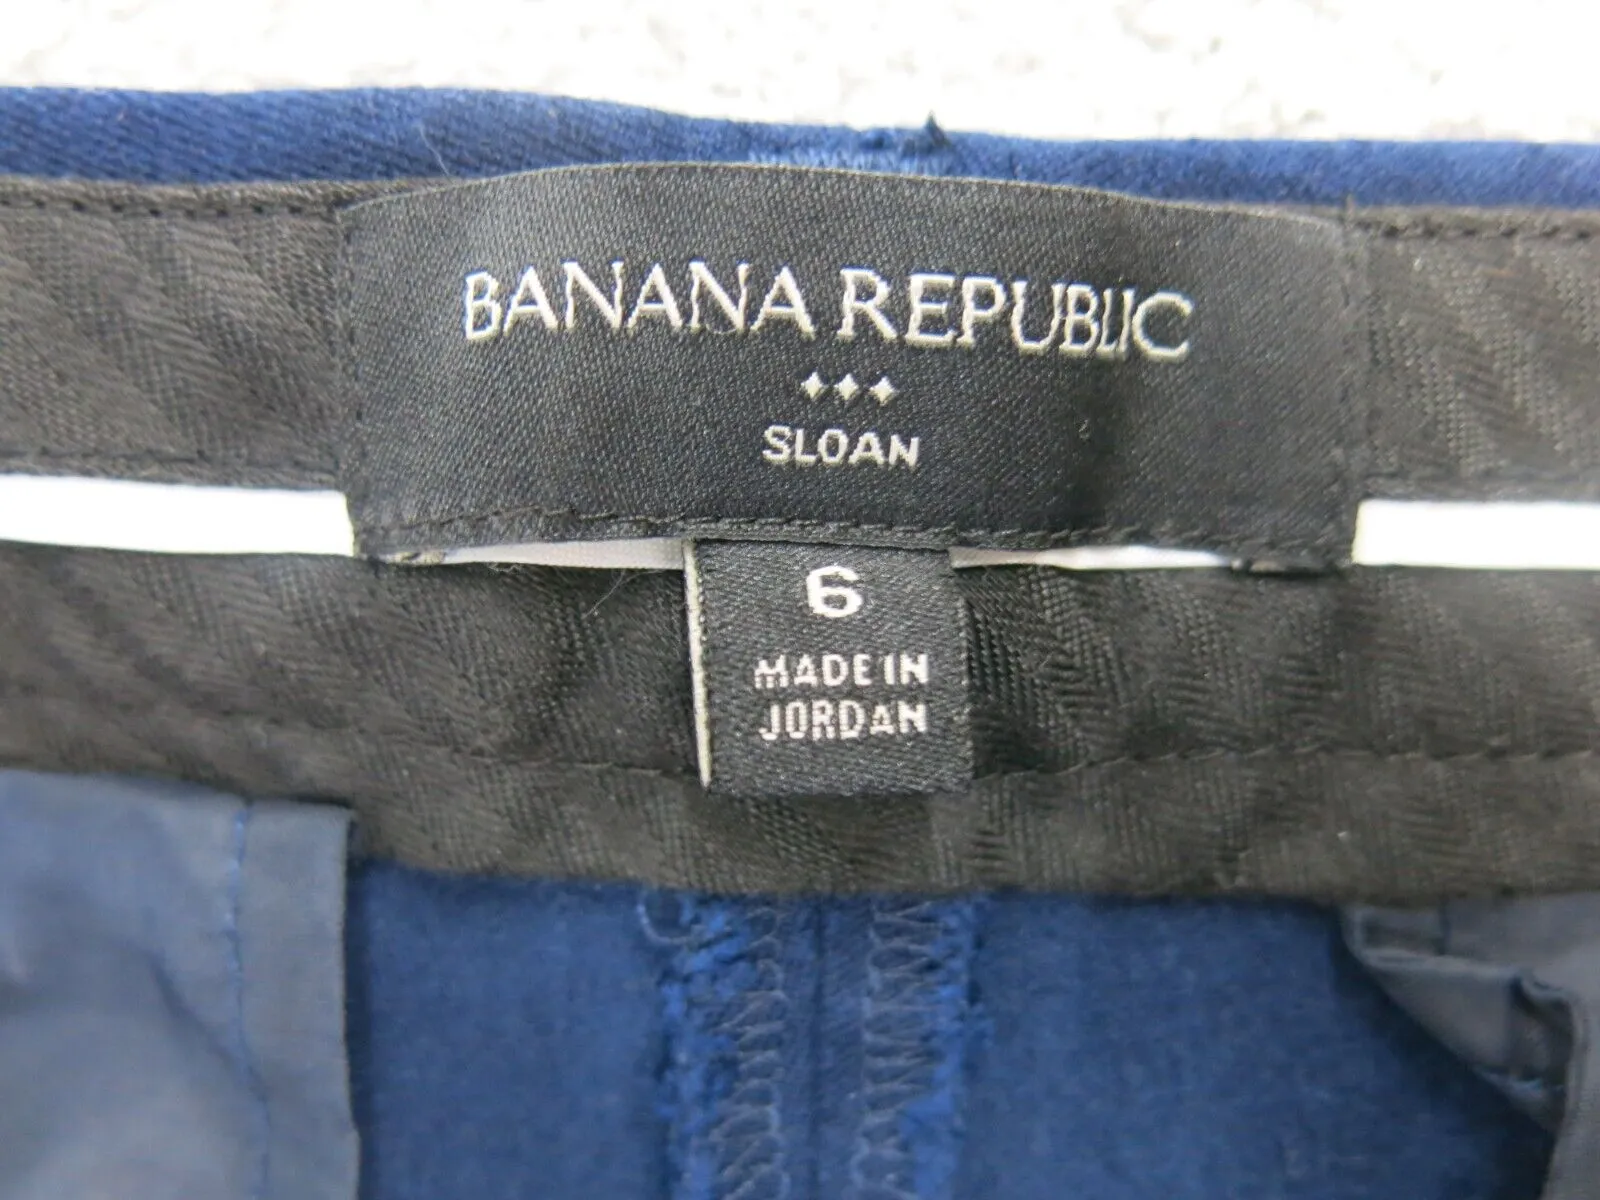 BANANA REPUBLIC
SLOAN
6
MADE IN
JORDAN